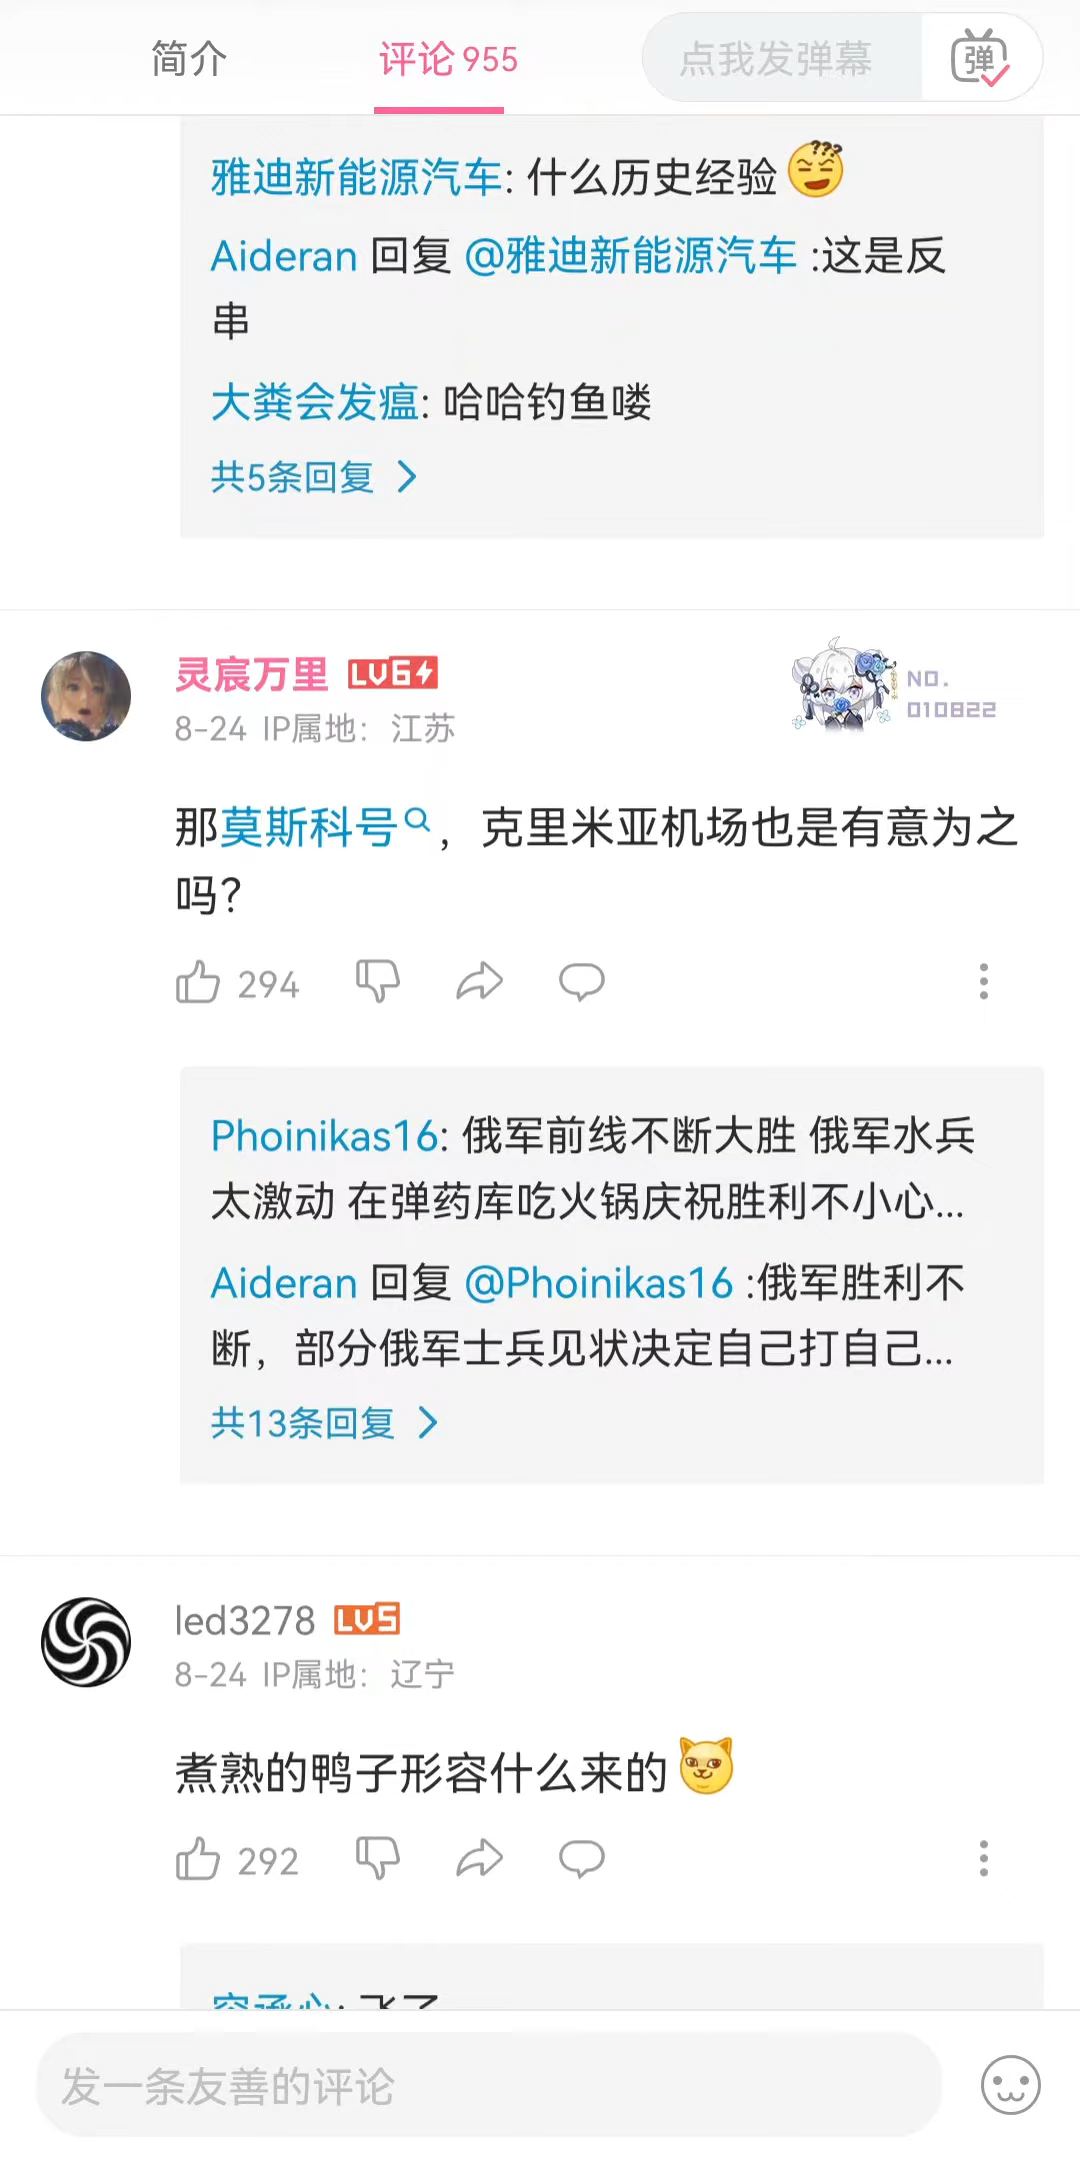 简介
评论 955
点我发弹幕
弹
雅迪新能源汽车: 什么历史经验
Aideran 回复 @雅迪新能源汽车 :这是反
串
大粪会发瘟: 哈哈钓鱼喽
共5条回复
灵宸万里 LV6
NO.
010822
8-24 IP属地：江苏
那莫斯科号，克里米亚机场也是有意为之
吗？
294
Phoinikas16: 俄军前线不断大胜 俄军水兵
太激动 在弹药库吃火锅庆祝胜利不小心...
Aideran 回复 @Phoinikas16 :俄军胜利不
断，部分俄军士兵见状决定自己打自己...
共13条回复
led3278 LV5
8-24 IP属地：辽宁
煮熟的鸭子形容什么来的
292
发一条友善的评论